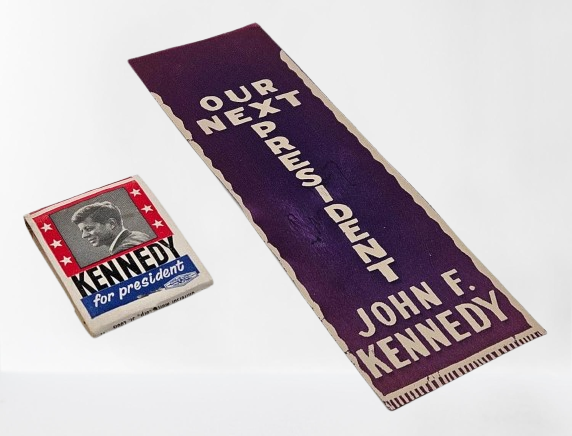 KENNEDY
for president
OUR
NEXT
PRESIDENT
JOHN F.
KENNEDY